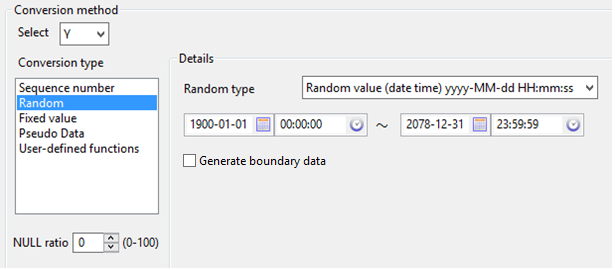 Conversion method
Select Y
Conversion type
Sequence number
Random
Fixed value
Pseudo Data
User-defined functions
NULL ratio 0 (0-100)
Details
Random type Random value (date time) yyyy-MM-dd HH:mm:ss
1900-01-01 00:00:00 ～ 2078-12-31 23:59:59
Generate boundary data